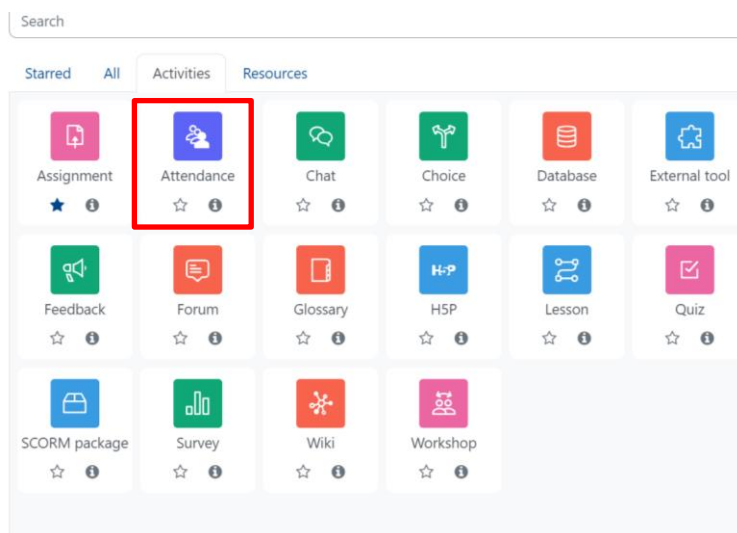 Search
Starred All Activities Resources
Assignment Attendance Chat Choice Database External tool
Feedback Forum Glossary H5P Lesson Quiz
SCORM package Survey Wiki Workshop